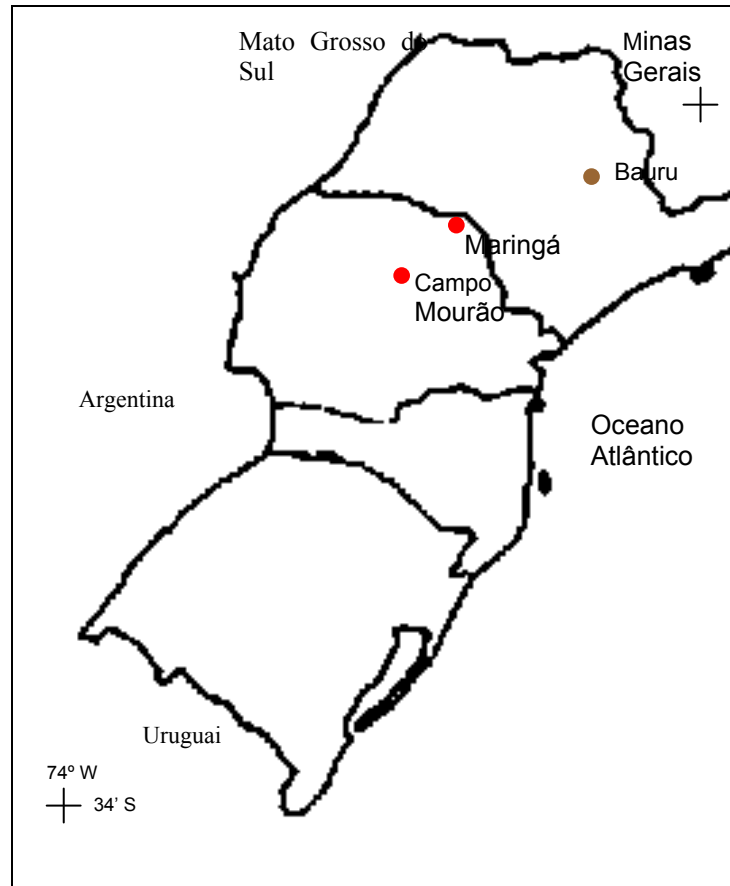 Mato Grosso do
Sul
Minas
Gerais
Bauru
Maringá
Campo
Mourão
Argentina
Oceano
Atlântico
Uruguai
74º W
34' S